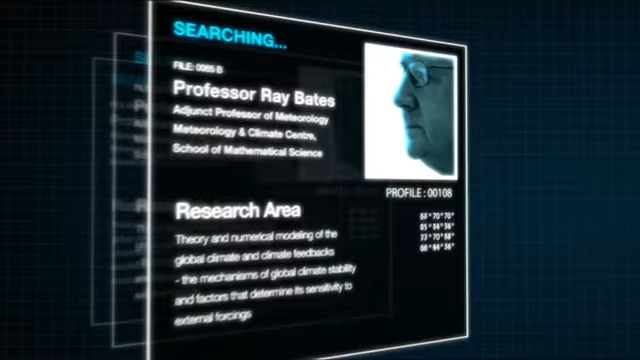 SEARCHING...
FILE: 0085 B
Professor Ray Bates
Adjunct Professor of Meteorology
Meteorology & Climate Centre,
School of Mathematical Science
PROFILE : 00108
Research Area
Theory and numerical modeling of the
global climate and climate feedbacks
- the mechanisms of global climate stability
and factors that determine its sensitivity to
external forcings